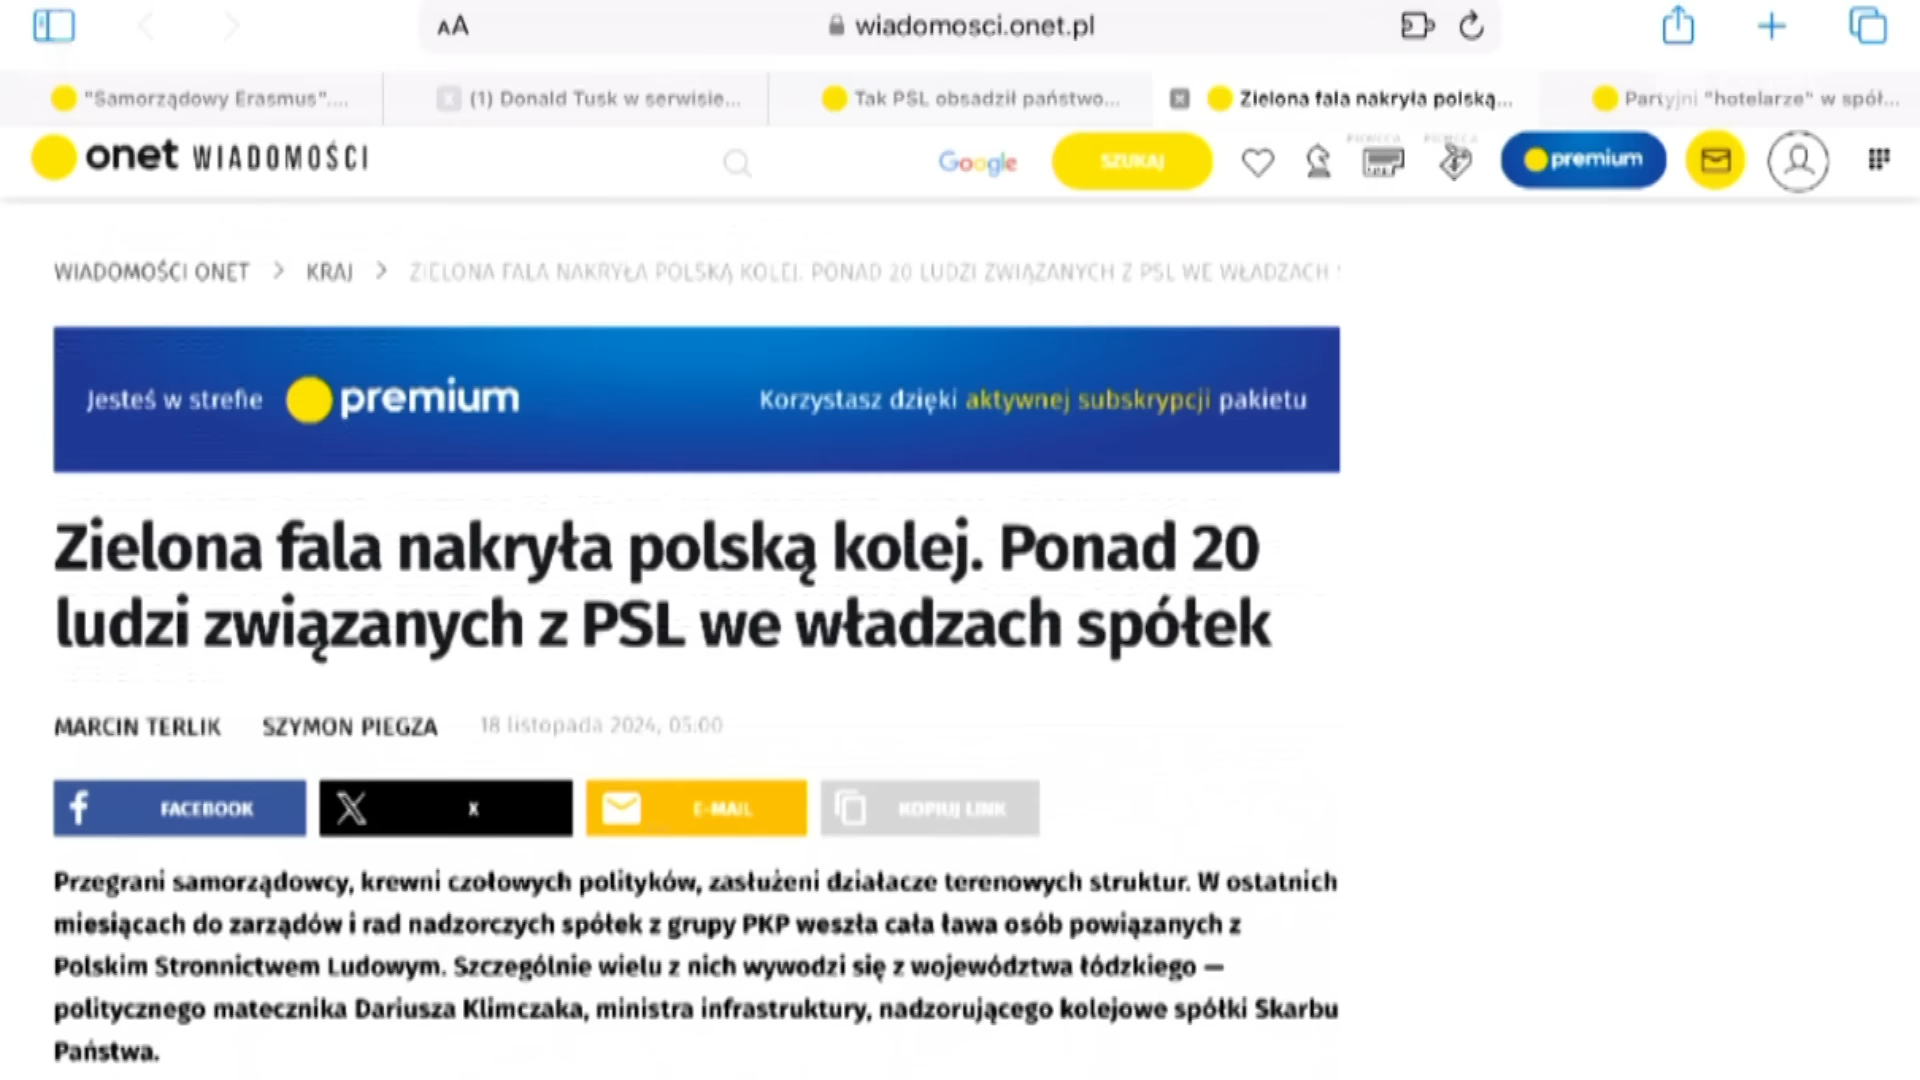 AA
wiadomosci.onet.pl
"Samorządowy Erasmus"....
(1) Donald Tusk w serwisie...
Tak PSL obsadził państwo...
Zielona fala nakryła polską...
Partyjni "hotelarze" w spół...
onet WIADOMOŚCI
Google
SZUKAJ
premium
WIADOMOŚCI ONET > KRAJ > ZIELONA FALA NAKRYŁA POLSKĄ KOLEJ. PONAD 20 LUDZI ZWIĄZANYCH Z PSL WE WŁADZACH
Jesteś w strefie premium
Korzystasz dzięki aktywnej subskrypcji pakietu
Zielona fala nakryła polską kolej. Ponad 20
ludzi związanych z PSL we władzach spółek
MARCIN TERLIK SZYMON PIEGZA 18 listopada 2024, 05:00
FACEBOOK
X
E-MAIL
KOPIUJ LINK
Przegrani samorządowcy, krewni czołowych polityków, zasłużeni działacze terenowych struktur. W ostatnich
miesiącach do zarządów i rad nadzorczych spółek z grupy PKP weszła cała ława osób powiązanych z
Polskim Stronnictwem Ludowym. Szczególnie wielu z nich wywodzi się z województwa łódzkiego —
politycznego matecznika Dariusza Klimczaka, ministra infrastruktury, nadzorującego kolejowe spółki Skarbu
Państwa.